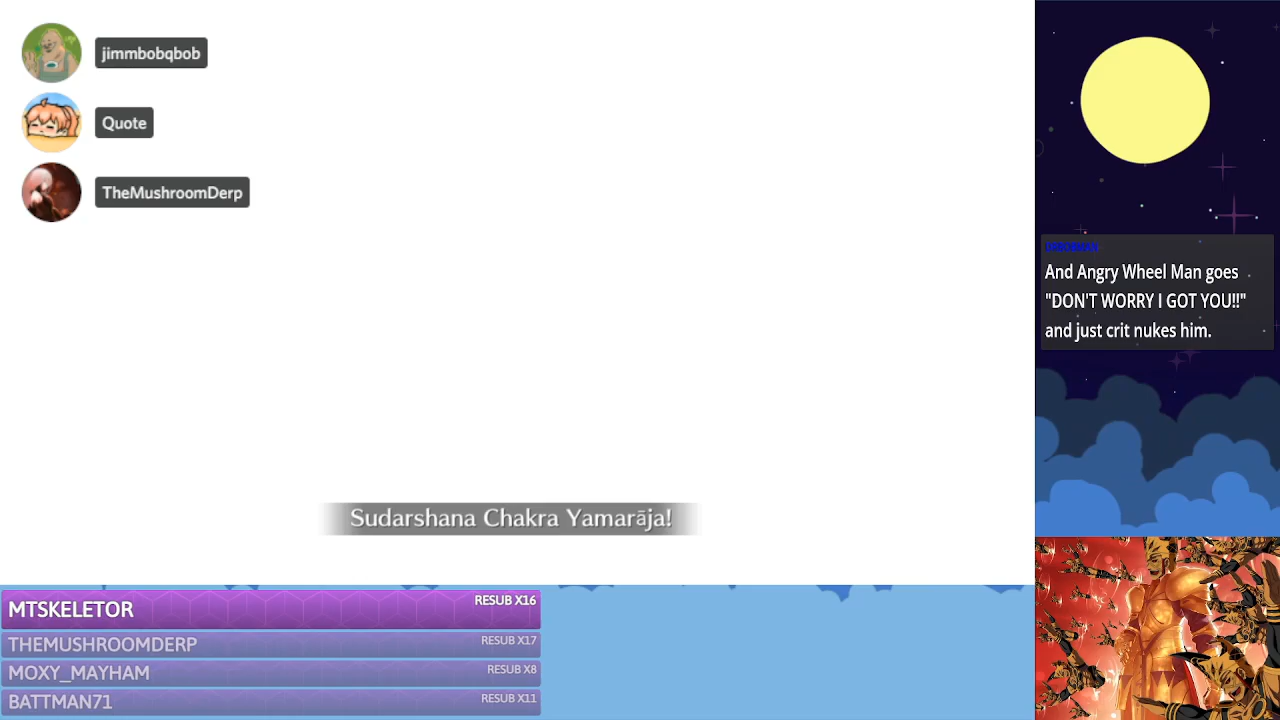 jimmbobqbob
Quote
TheMushroomDerp
And Angry Wheel Man goes
"DON'T WORRY I GOT YOU!!"
and just crit nukes him.
Sudarshana Chakra Yamarāja!
MTSKELETOR
RESUB X16
THEMUSHROOMDERP
RESUB X17
MOXY_MAYHAM
RESUB X8
BATTMAN71
RESUB X11